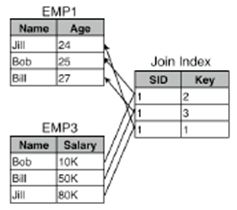 EMP1
Name Age
Jill 24
Bob 25
Bill 27
Join Index
SID Key
1 2
1 3
1 1
EMP3
Name Salary
Bob 10K
Bill 50K
Jill 80K